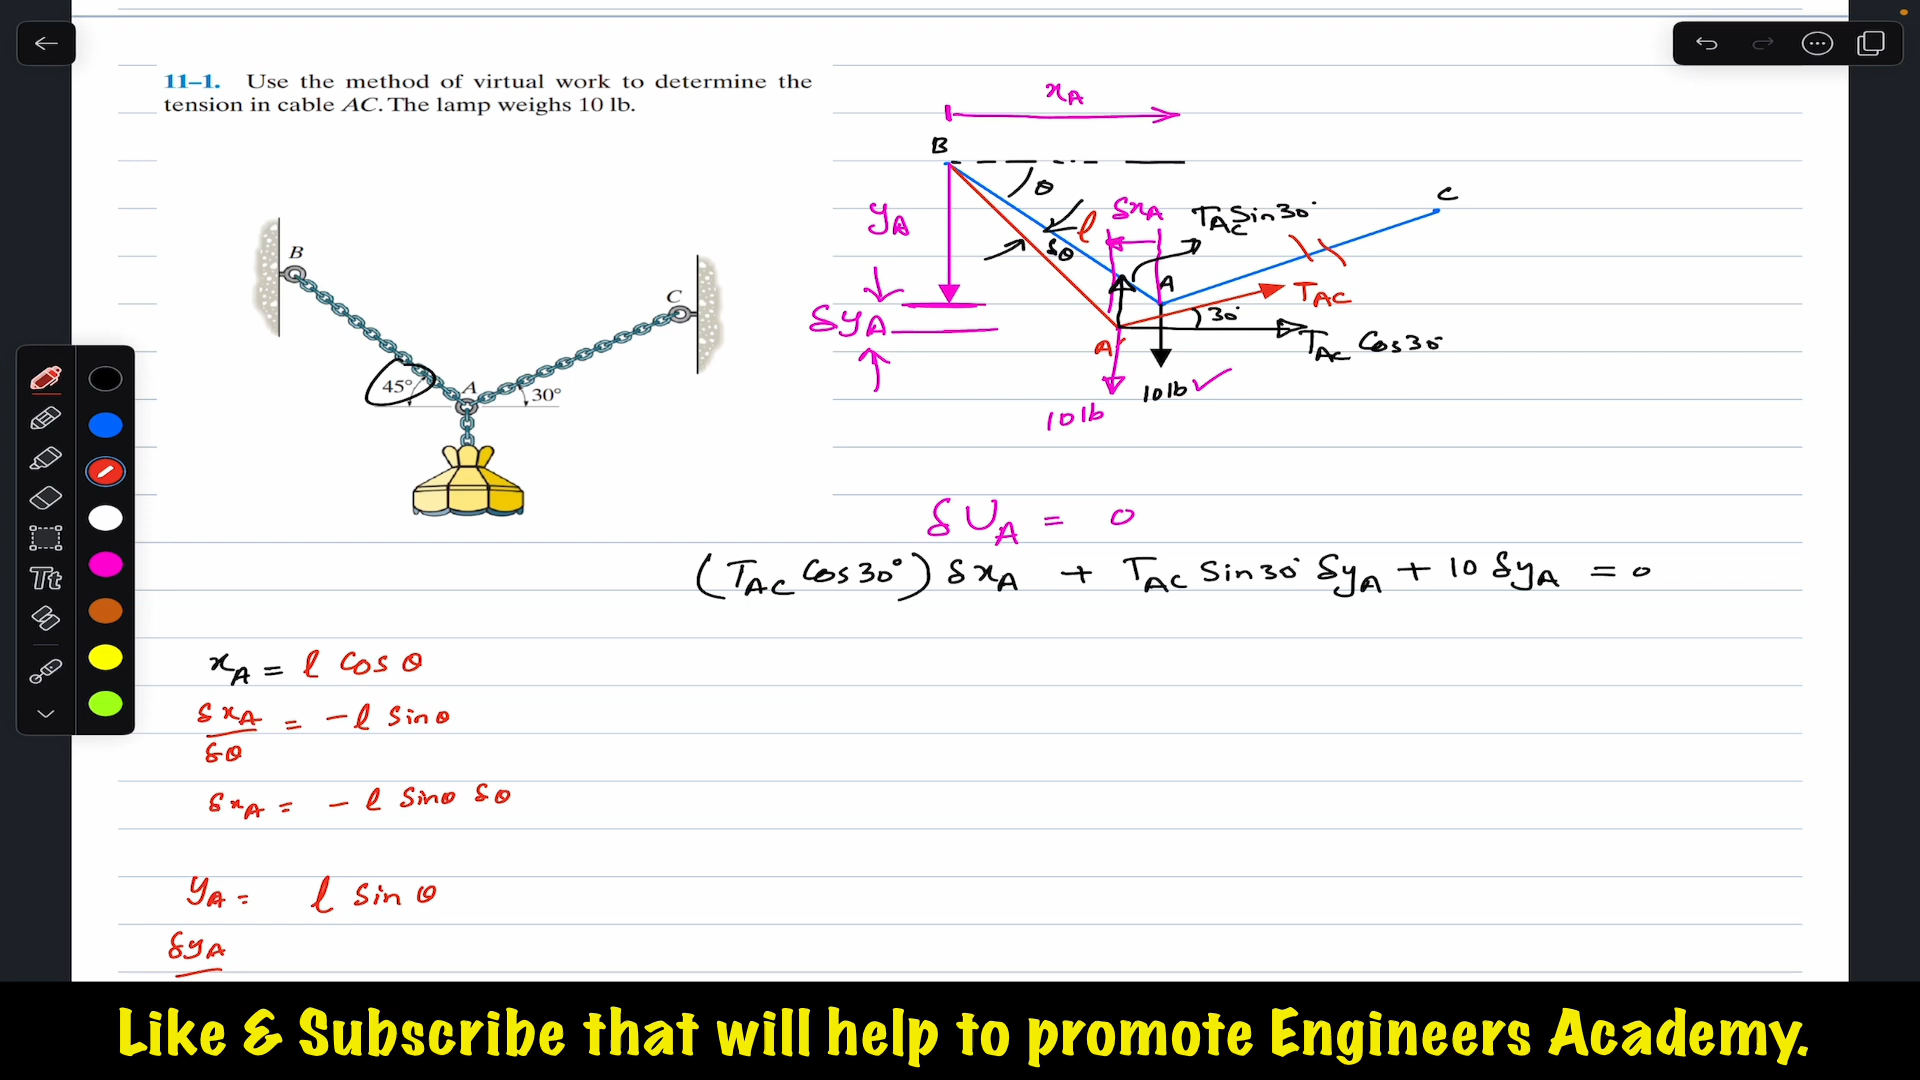 11–1. Use the method of virtual work to determine the
tension in cable AC. The lamp weighs 10 lb.
B
C
45°
A
30°
xA
B
θ
yA
l
δxA
TAC Sin30°
C
δθ
A
TAC
δyA
30°
A'
TAC Cos30
10lb
10lb ✓
δUA = 0
(TAC Cos30°) δxA + TAC Sin30° δyA + 10 δyA = 0
xA = l Cos θ
δxA/δθ = - l Sinθ
δxA = - l Sinθ δθ
yA = l Sin θ
δyA
Tt
Like & Subscribe that will help to promote Engineers Academy.